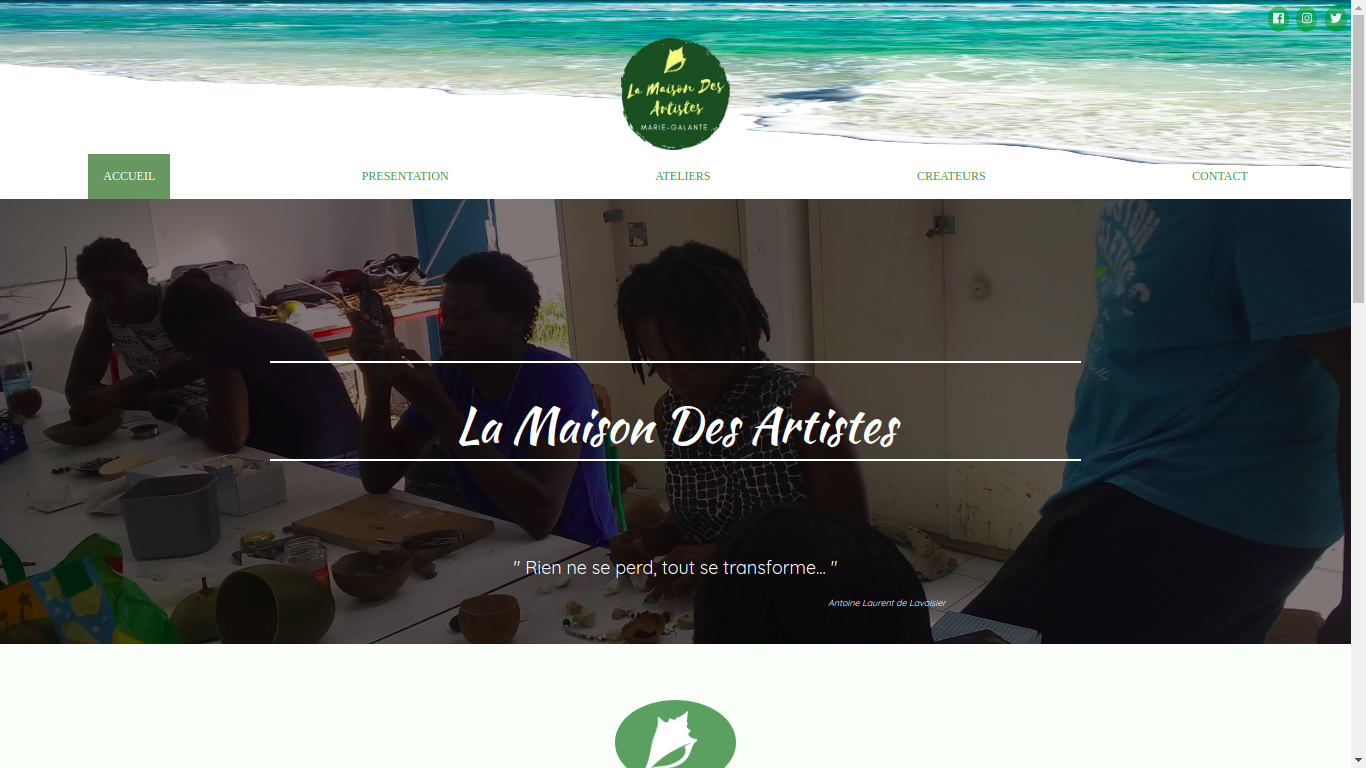 La Maison Des
Artistes
MARIE-GALANTE
ACCUEIL
PRESENTATION
ATELIERS
CREATEURS
CONTACT
La Maison Des Artistes
" Rien ne se perd, tout se transforme... "
Antoine Laurent de Lavoisier